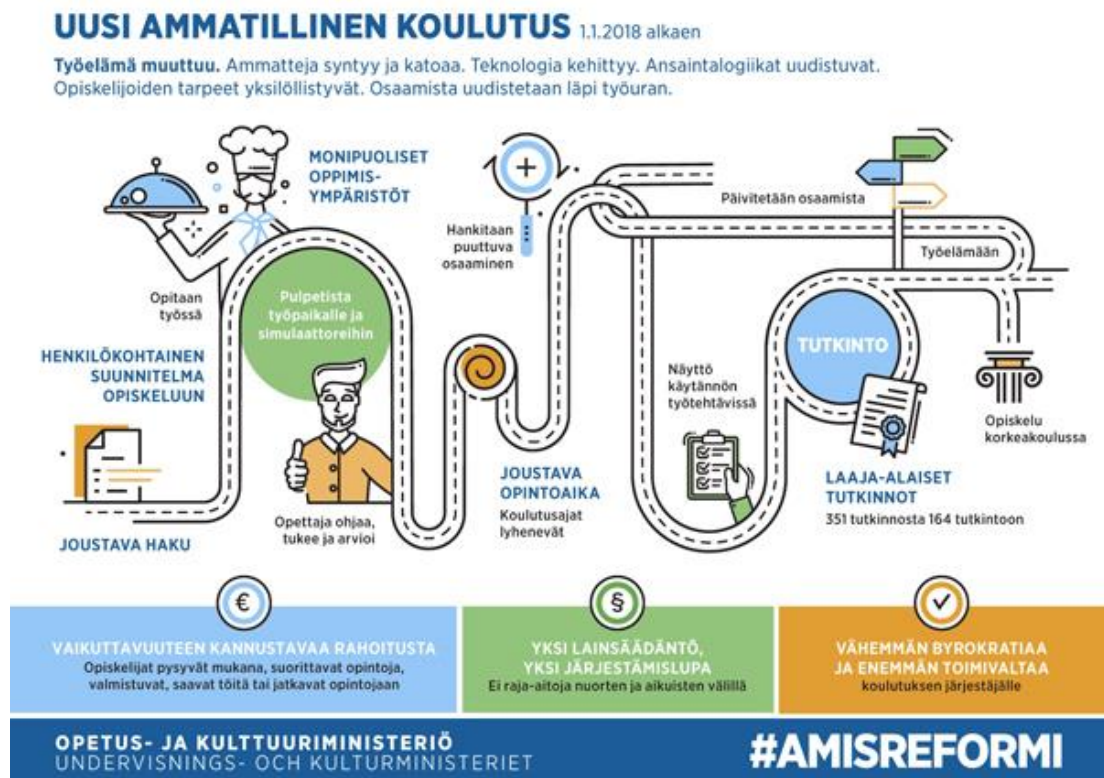 UUSI AMMATILLINEN KOULUTUS 1.1.2018 alkaen
Työelämä muuttuu. Ammatteja syntyy ja katoaa. Teknologia kehittyy. Ansaintalogiikat uudistuvat.
Opiskelijoiden tarpeet yksilöllistyvät. Osaamista uudistetaan läpi työuran.
MONIPUOLISET
OPPIMIS-
YMPÄRISTÖT
Opitaan
työssä
Pulpetista
työpaikalle ja
simulaattoreihin
HENKILÖKOHTAINEN
SUUNNITELMA
OPISKELUUN
JOUSTAVA HAKU
Opettaja ohjaa,
tukee ja arvioi
Hankitaan
puuttuva
osaaminen
JOUSTAVA
OPINTOAIKA
Koulutusajat
lyhenevät
Näyttö
käytännön
työtehtävissä
Päivitetään osaamista
Työelämään
TUTKINTO
Opiskelu
korkeakoulussa
LAAJA-ALAISET
TUTKINNOT
351 tutkinnosta 164 tutkintoon
€
VAIKUTTAVUUTEEN KANNUSTAVAA RAHOITUSTA
Opiskelijat pysyvät mukana, suorittavat opintoja,
valmistuvat, saavat töitä tai jatkavat opintojaan
§
YKSI LAINSÄÄDÄNTÖ,
YKSI JÄRJESTÄMISLUPA
Ei raja-aitoja nuorten ja aikuisten välillä
VÄHEMMÄN BYROKRATIAA
JA ENEMMÄN TOIMIVALTAA
koulutuksen järjestäjälle
OPETUS- JA KULTTUURIMINISTERIÖ
UNDERVISNINGS- OCH KULTURMINISTERIET
#AMISREFORMI